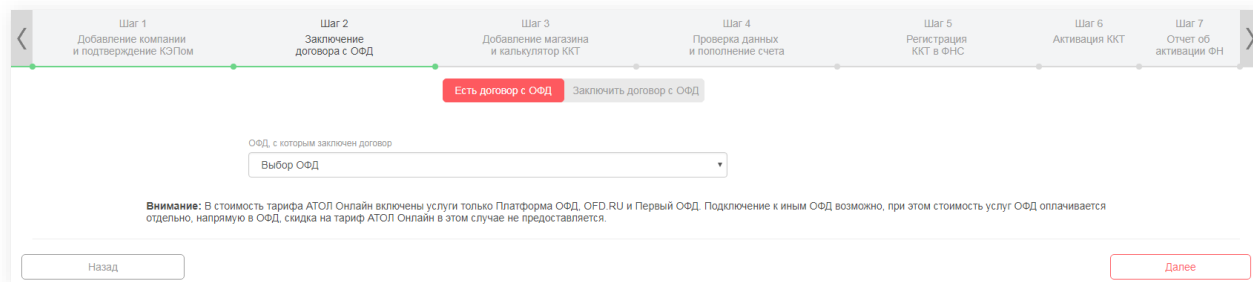 Шаг 1
Добавление компании
и подтверждение КЭПом
Шаг 2
Заключение
договора с ОФД
Шаг 3
Добавление магазина
и калькулятор ККТ
Шаг 4
Проверка данных
и пополнение счета
Шаг 5
Регистрация
ККТ в ФНС
Шаг 6
Активация ККТ
Шаг 7
Отчет об
активации ФН
Есть договор с ОФД
Заключить договор с ОФД
ОФД, с которым заключен договор
Выбор ОФД
Внимание: В стоимость тарифа АТОЛ Онлайн включены услуги только Платформа ОФД, OFD.RU и Первый ОФД. Подключение к иным ОФД возможно, при этом стоимость услуг ОФД оплачивается
отдельно, напрямую в ОФД, скидка на тариф АТОЛ Онлайн в этом случае не предоставляется.
Назад
Далее